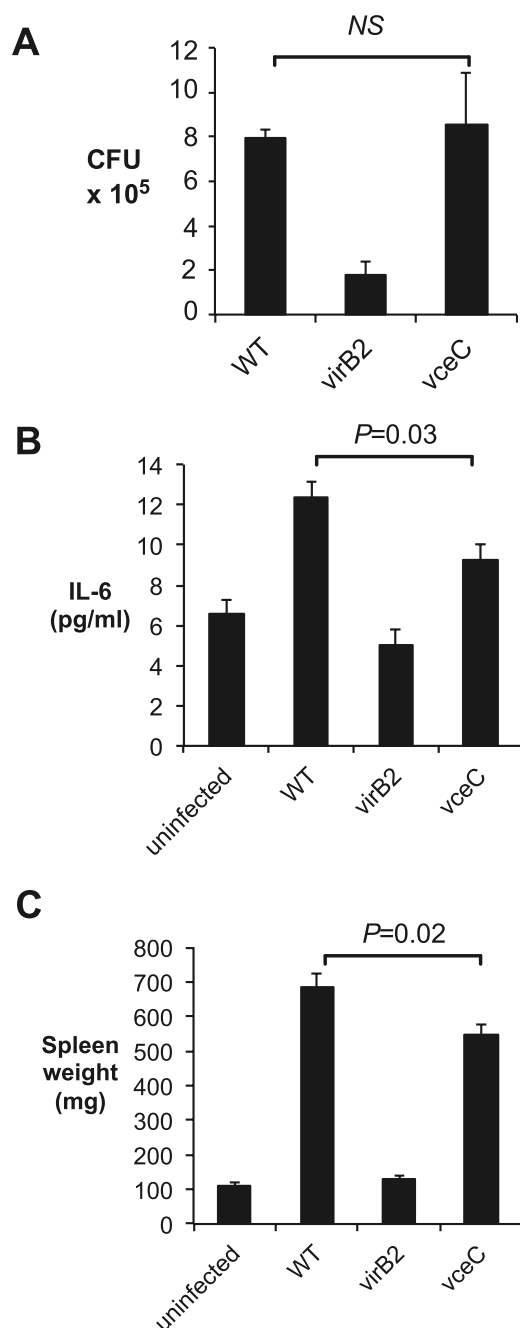 A
NS
12
10
8
6
4
2
0
CFU
x 10⁵
WT
virB2
vceC
B
P=0.03
14
12
10
8
6
4
2
0
IL-6
(pg/ml)
uninfected
WT
virB2
vceC
C
P=0.02
800
700
600
500
400
300
200
100
0
Spleen
weight
(mg)
uninfected
WT
virB2
vceC